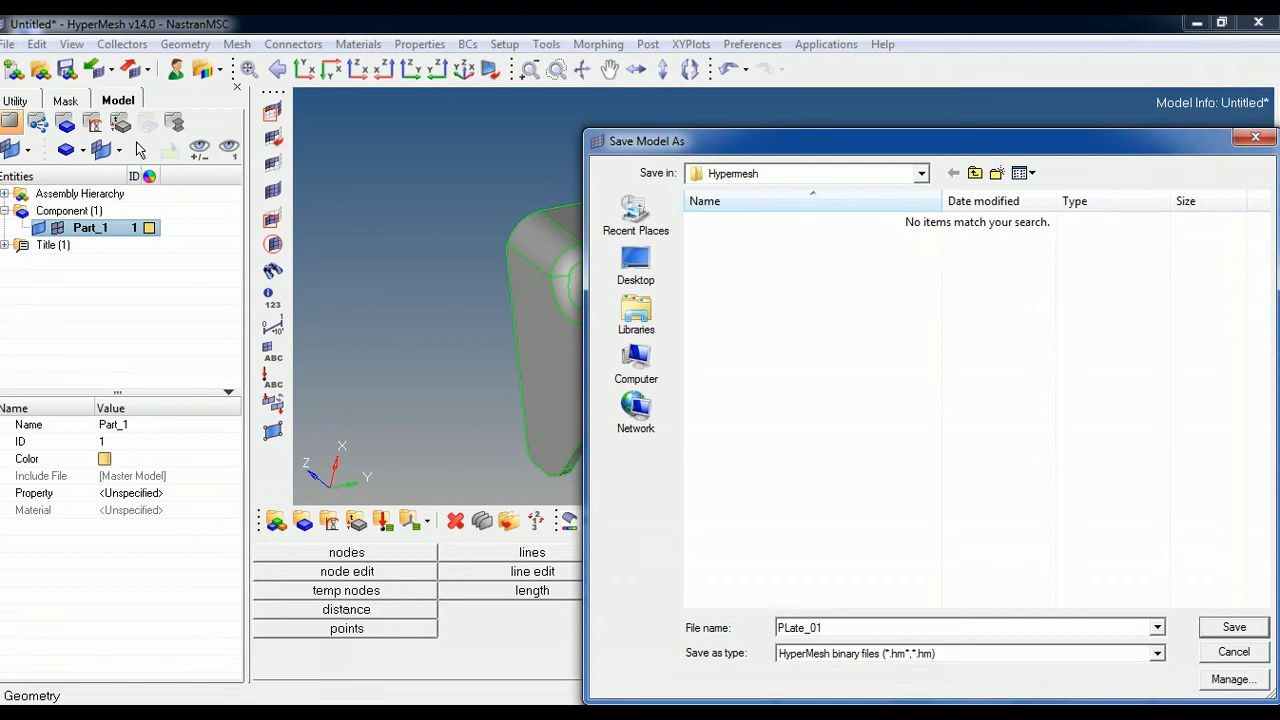 Untitled* - HyperMesh v14.0 - NastranMSC
File Edit View Collectors Geometry Mesh Connectors Materials Properties BCs Setup Tools Morphing Post XYPlots Preferences Applications Help
Utility Mask Model
Model Info: Untitled*
Entities ID
Assembly Hierarchy
Component (1)
Part_1 1
Title (1)
Name Value
Name Part_1
ID 1
Color
Include File [Master Model]
Property <Unspecified>
Material <Unspecified>
123
ABC
ABC
X
Z
Y
nodes lines
node edit line edit
temp nodes length
distance
points
Geometry
Save Model As
Save in: Hypermesh
Name Date modified Type Size
No items match your search.
Recent Places
Desktop
Libraries
Computer
Network
File name: PLate_01 Save
Save as type: HyperMesh binary files (*.hm*,*.hm) Cancel
Manage...